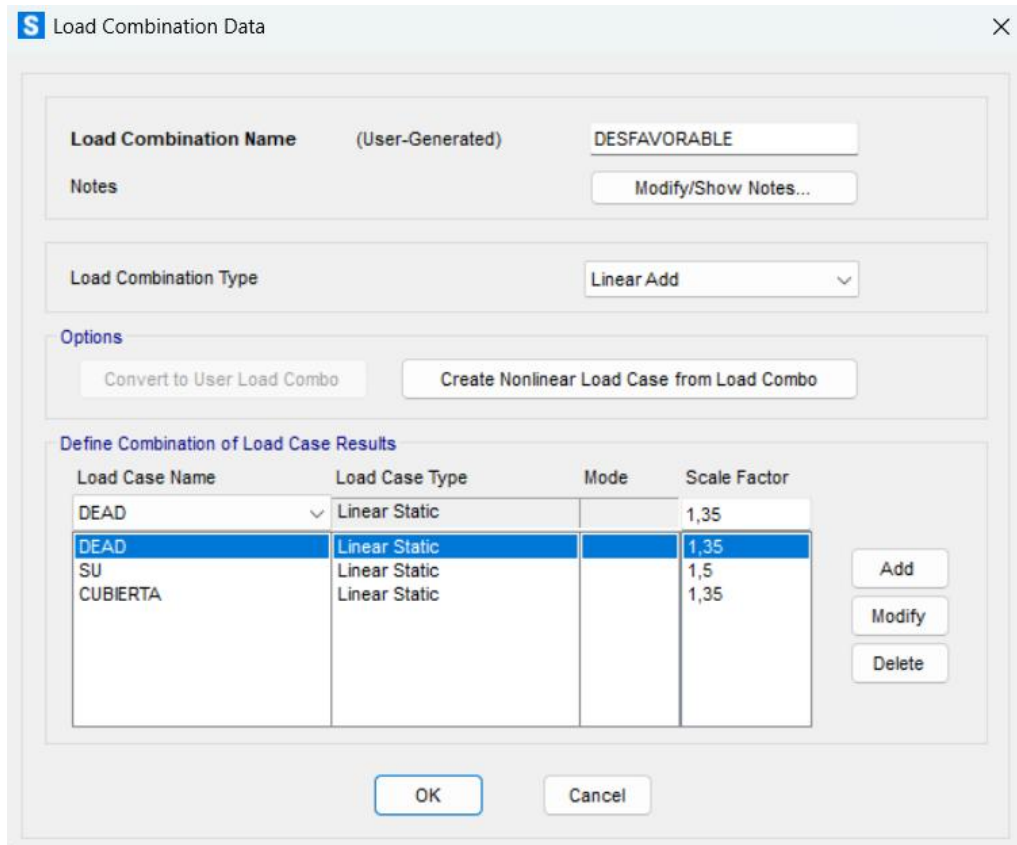 S Load Combination Data
Load Combination Name (User-Generated) DESFAVORABLE
Notes Modify/Show Notes...
Load Combination Type Linear Add
Options
Convert to User Load Combo Create Nonlinear Load Case from Load Combo
Define Combination of Load Case Results
Load Case Name Load Case Type Mode Scale Factor
DEAD Linear Static 1,35
DEAD Linear Static 1,35
SU Linear Static 1,5
CUBIERTA Linear Static 1,35
Add
Modify
Delete
OK Cancel